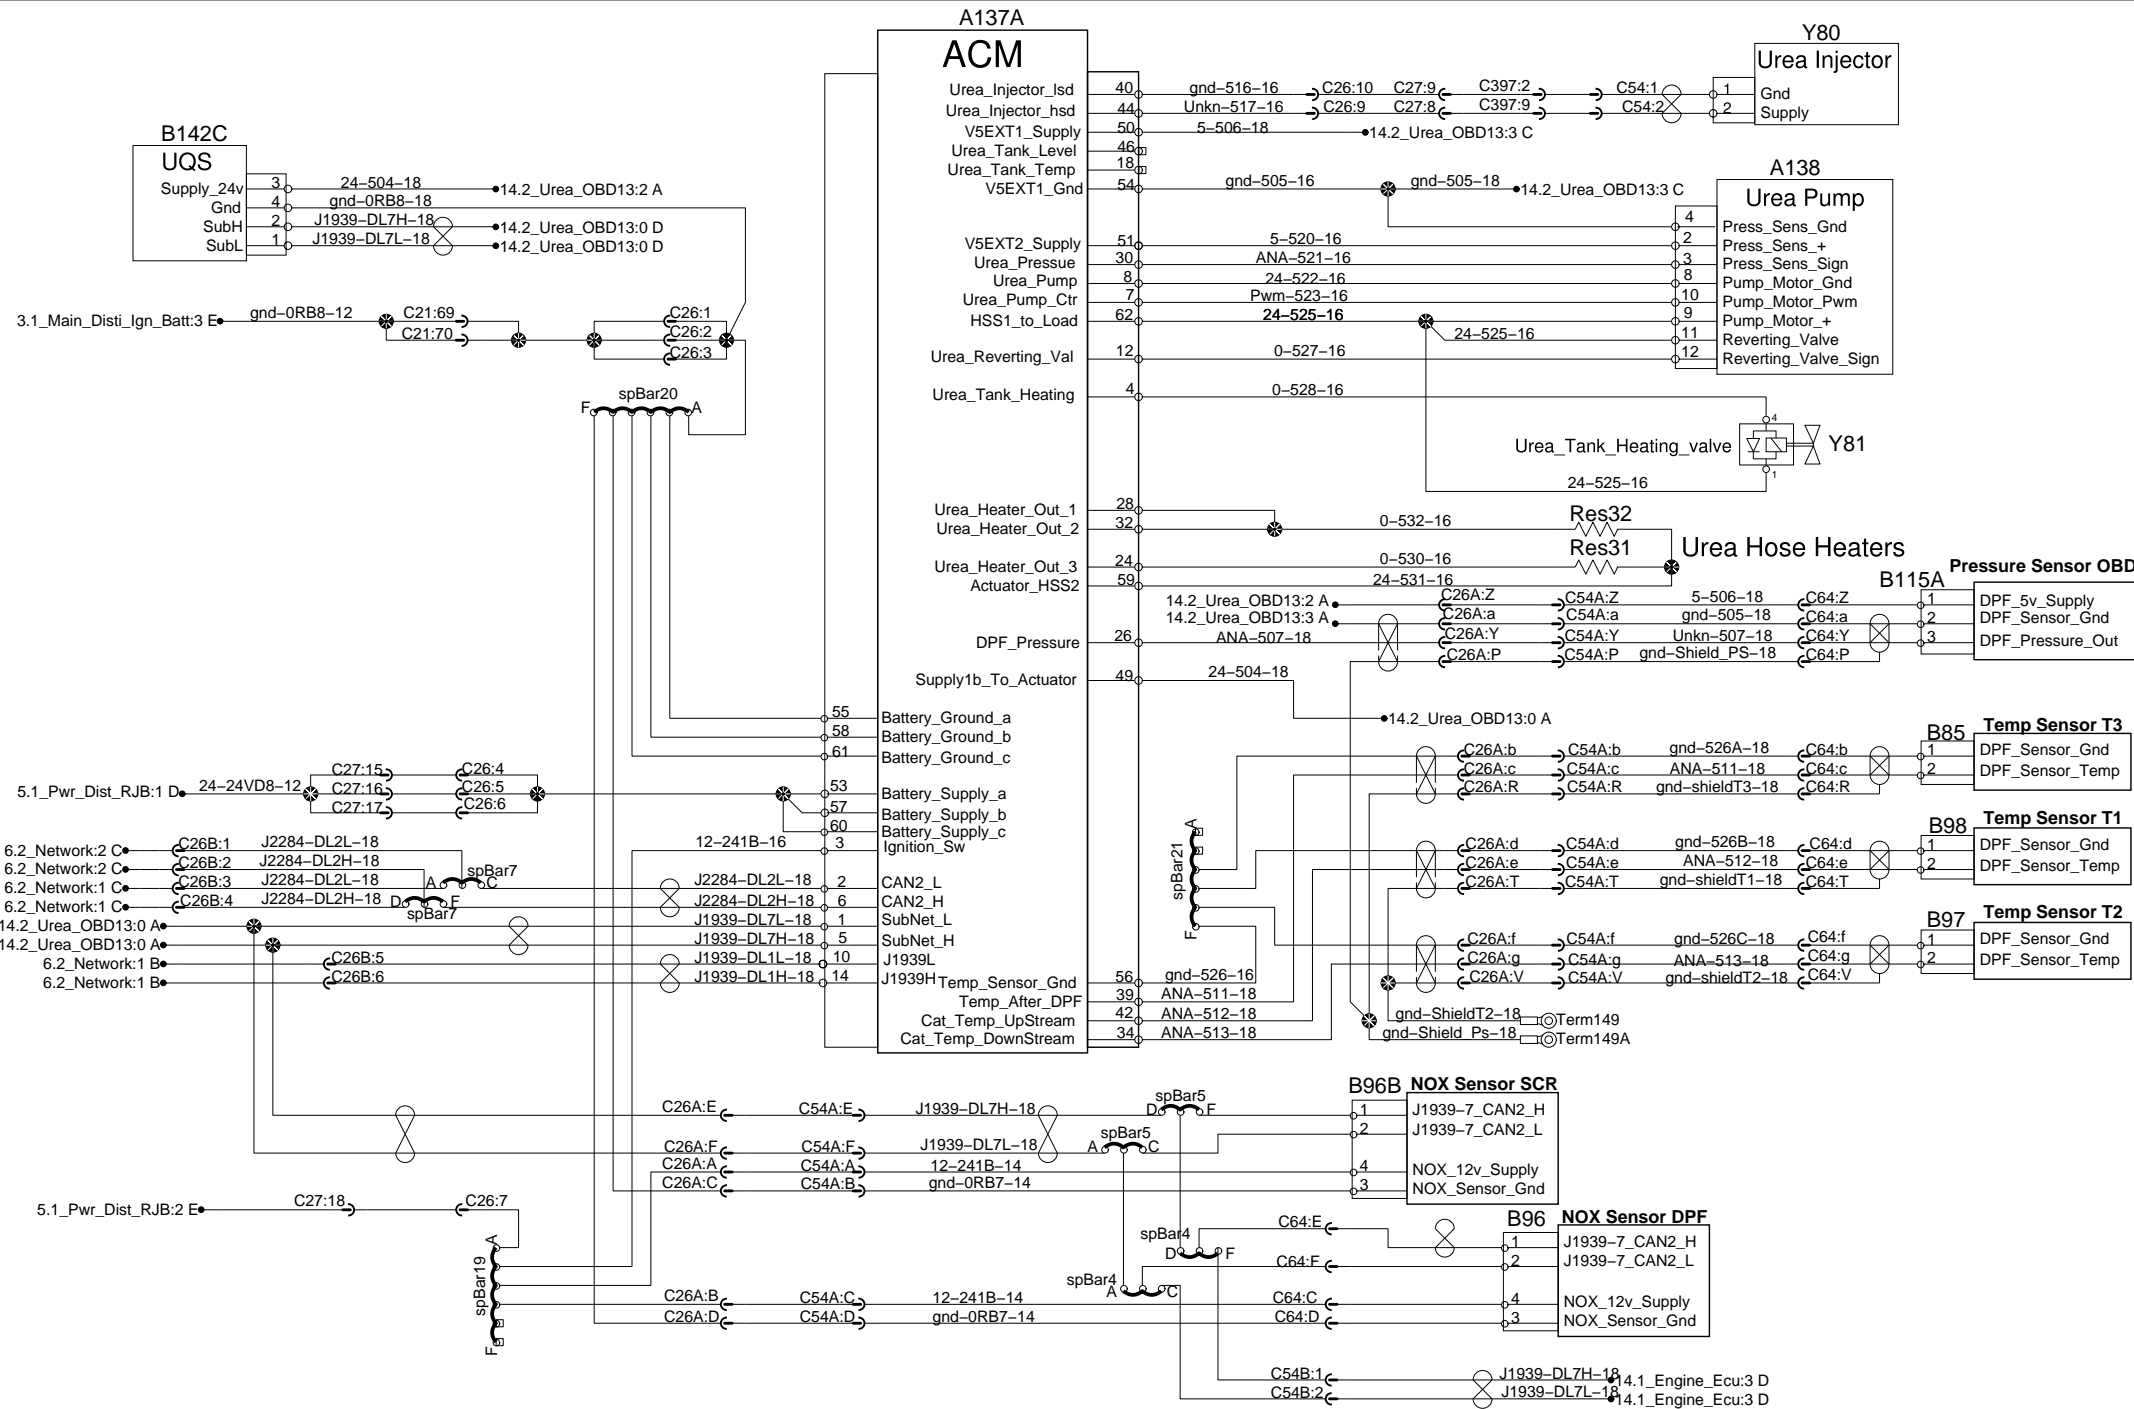 A137A
ACM
Urea_Injector_lsd 40 gnd-516-16 C26:10 C27:9 C397:2 C54:1
Urea_Injector_hsd 44 Unkn-517-16 C26:9 C27:8 C397:9 C54:2
V5EXT1_Supply 50 5-506-18 14.2_Urea_OBD13:3 C
Urea_Tank_Level 46
Urea_Tank_Temp 18
V5EXT1_Gnd 54 gnd-505-16 gnd-505-18 14.2_Urea_OBD13:3 C
V5EXT2_Supply 51 5-520-16
Urea_Pressue 30 ANA-521-16
Urea_Pump 8 24-522-16
Urea_Pump_Ctr 7 Pwm-523-16
HSS1_to_Load 62 24-525-16
24-525-16
Urea_Reverting_Val 12 0-527-16
Urea_Tank_Heating 4 0-528-16
Y80
Urea Injector
1 Gnd
2 Supply
A138
Urea Pump
4 Press_Sens_Gnd
2 Press_Sens_+
3 Press_Sens_Sign
8 Pump_Motor_Gnd
10 Pump_Motor_Pwm
9 Pump_Motor_+
11 Reverting_Valve
12 Reverting_Valve_Sign
4
Urea_Tank_Heating_valve Y81
1
24-525-16
B142C
UQS
Supply_24v 3 24-504-18 14.2_Urea_OBD13:2 A
Gnd 4 gnd-0RB8-18
SubH 2 J1939-DL7H-18 14.2_Urea_OBD13:0 D
SubL 1 J1939-DL7L-18 14.2_Urea_OBD13:0 D
3.1_Main_Disti_Ign_Batt:3 E gnd-0RB8-12 C21:69 C26:1
C21:70 C26:2
C26:3
spBar20
F A
Urea_Heater_Out_1 28
Urea_Heater_Out_2 32 0-532-16 Res32
Urea_Heater_Out_3 24 0-530-16 Res31
Urea Hose Heaters
Actuator_HSS2 59 24-531-16
Pressure Sensor OBD
B115A
14.2_Urea_OBD13:2 A C26A:Z C54A:Z 5-506-18 C64:Z 1 DPF_5v_Supply
14.2_Urea_OBD13:3 A C26A:a C54A:a gnd-505-18 C64:a 2 DPF_Sensor_Gnd
DPF_Pressure 26 ANA-507-18 C26A:Y C54A:Y Unkn-507-18 C64:Y 3 DPF_Pressure_Out
C26A:P C54A:P gnd-Shield_PS-18 C64:P
Supply1b_To_Actuator 49 24-504-18
14.2_Urea_OBD13:0 A
55 Battery_Ground_a
58 Battery_Ground_b
61 Battery_Ground_c
Temp Sensor T3
B85
C26A:b C54A:b gnd-526A-18 C64:b 1 DPF_Sensor_Gnd
C26A:c C54A:c ANA-511-18 C64:c 2 DPF_Sensor_Temp
C26A:R C54A:R gnd-shieldT3-18 C64:R
5.1_Pwr_Dist_RJB:1 D 24-24VD8-12 C27:15 C26:4
C27:16 C26:5
C27:17 C26:6
53 Battery_Supply_a
57 Battery_Supply_b
60 Battery_Supply_c
12-241B-16 3 Ignition_Sw
Temp Sensor T1
B98
C26A:d C54A:d gnd-526B-18 C64:d 1 DPF_Sensor_Gnd
C26A:e C54A:e ANA-512-18 C64:e 2 DPF_Sensor_Temp
C26A:T C54A:T gnd-shieldT1-18 C64:T
A
spBar21
F
6.2_Network:2 C C26B:1 J2284-DL2L-18
6.2_Network:2 C C26B:2 J2284-DL2H-18
6.2_Network:1 C C26B:3 J2284-DL2L-18 A spBar7 C J2284-DL2L-18 2 CAN2_L
6.2_Network:1 C C26B:4 J2284-DL2H-18 D spBar7 F J2284-DL2H-18 6 CAN2_H
14.2_Urea_OBD13:0 A J1939-DL7L-18 1 SubNet_L
14.2_Urea_OBD13:0 A J1939-DL7H-18 5 SubNet_H
6.2_Network:1 B C26B:5 J1939-DL1L-18 10 J1939L
6.2_Network:1 B C26B:6 J1939-DL1H-18 14 J1939H
Temp_Sensor_Gnd 56 gnd-526-16
Temp_After_DPF 39 ANA-511-18
Cat_Temp_UpStream 42 ANA-512-18
Cat_Temp_DownStream 34 ANA-513-18
Temp Sensor T2
B97
C26A:f C54A:f gnd-526C-18 C64:f 1 DPF_Sensor_Gnd
C26A:g C54A:g ANA-513-18 C64:g 2 DPF_Sensor_Temp
C26A:V C54A:V gnd-shieldT2-18 C64:V
gnd-ShieldT2-18 Term149
gnd-Shield_Ps-18 Term149A
B96B NOX Sensor SCR
C26A:E C54A:E J1939-DL7H-18 D spBar5 F 1 J1939-7_CAN2_H
2 J1939-7_CAN2_L
C26A:F C54A:F J1939-DL7L-18 A spBar5 C
C26A:A C54A:A 12-241B-14 4 NOX_12v_Supply
C26A:C C54A:B gnd-0RB7-14 3 NOX_Sensor_Gnd
5.1_Pwr_Dist_RJB:2 E C27:18 C26:7
A
spBar19
F
B96 NOX Sensor DPF
spBar4 D F C64:E 1 J1939-7_CAN2_H
spBar4 A C C64:F 2 J1939-7_CAN2_L
C26A:B C54A:C 12-241B-14 C64:C 4 NOX_12v_Supply
C26A:D C54A:D gnd-0RB7-14 C64:D 3 NOX_Sensor_Gnd
C54B:1 J1939-DL7H-18 14.1_Engine_Ecu:3 D
C54B:2 J1939-DL7L-18 14.1_Engine_Ecu:3 D